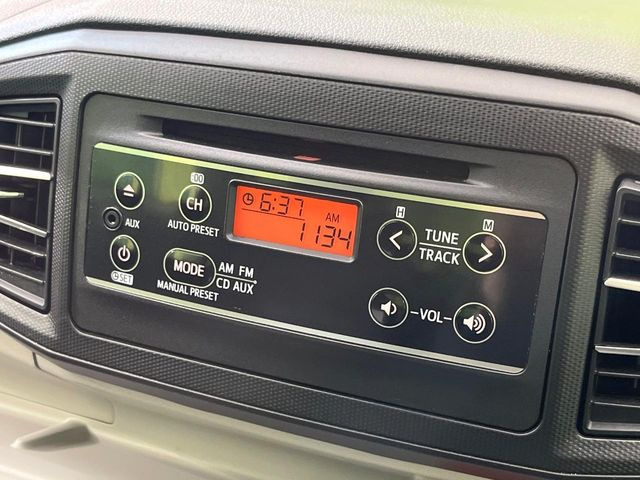 :00
CH
AUTO PRESET
6:37
AM
1134
H
M
TUNE
TRACK
AUX
SET
MODE
AM FM
CD AUX
MANUAL PRESET
VOL